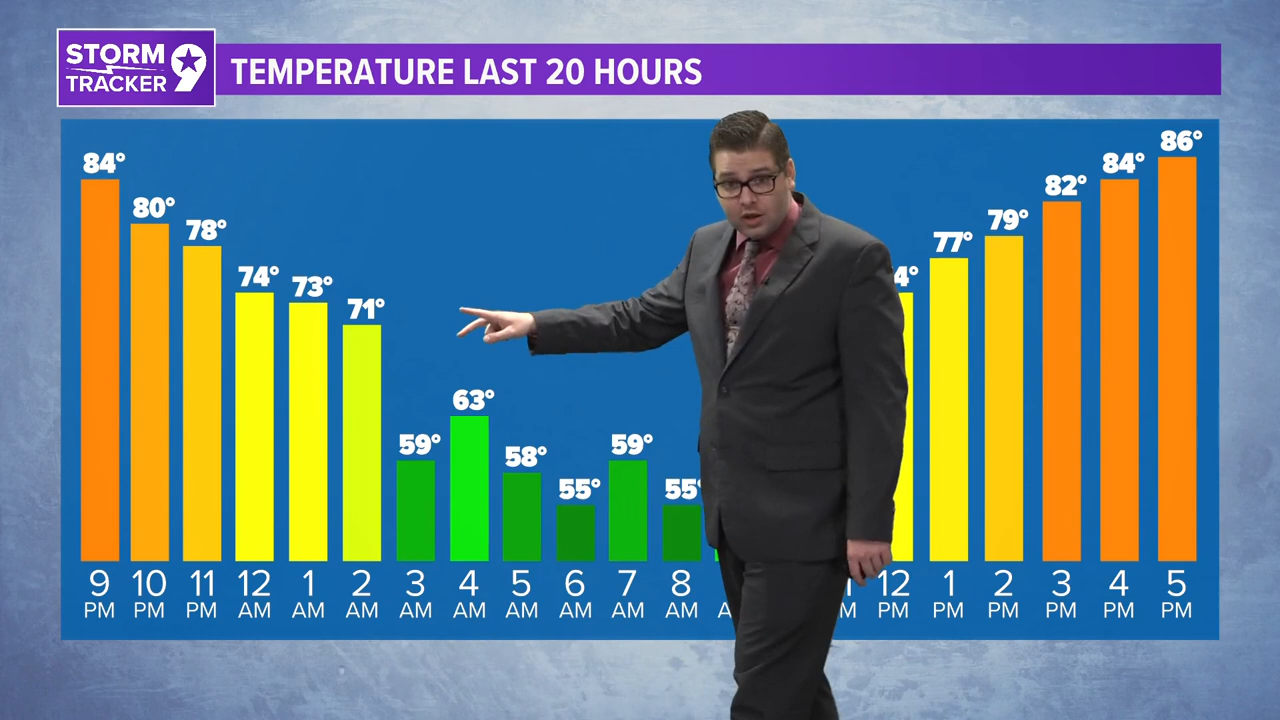 STORM
TRACKER
9
TEMPERATURE LAST 20 HOURS
84° 80° 78° 74° 73° 71° 59° 63° 58° 55° 59° 55° 4° 77° 79° 82° 84° 86°
9 10 11 12 1 2 3 4 5 6 7 8 12 1 2 3 4 5
PM PM PM AM AM AM AM AM AM AM AM AM PM PM PM PM PM PM